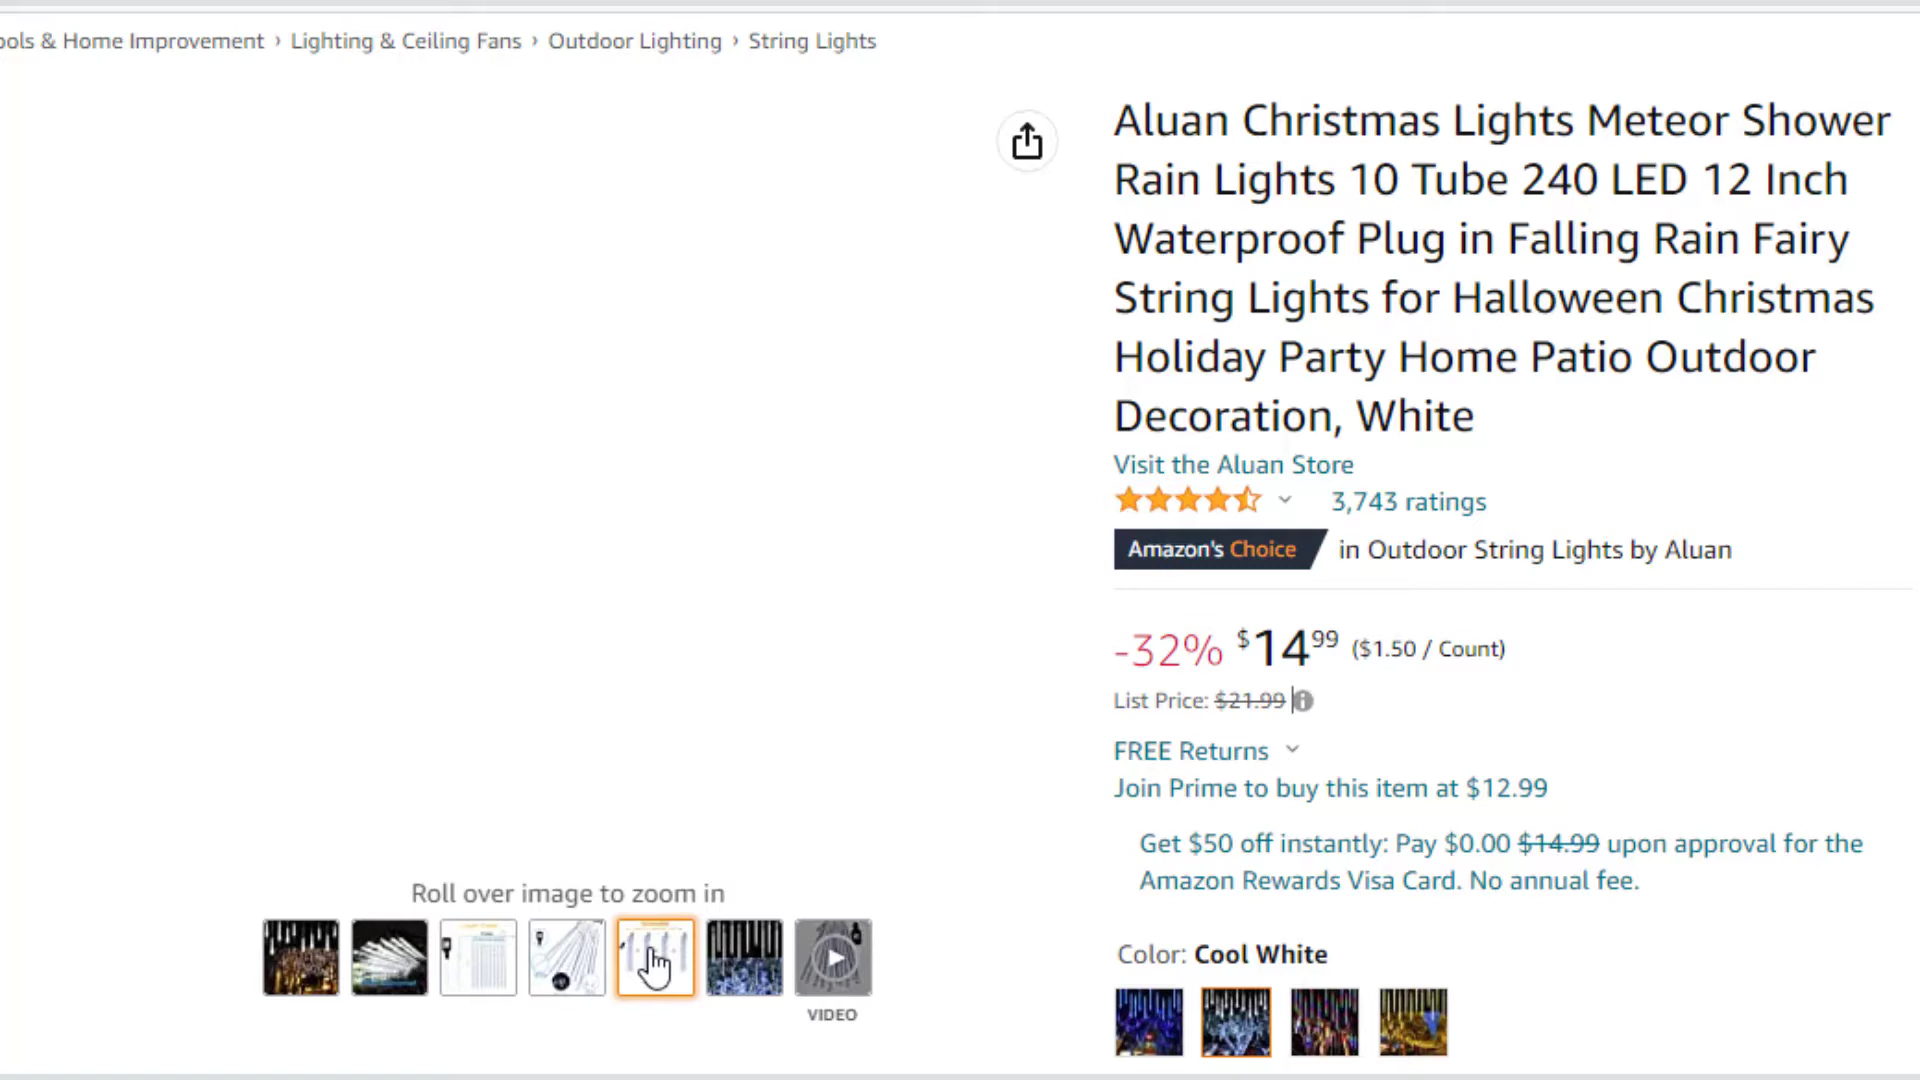 ools & Home Improvement › Lighting & Ceiling Fans › Outdoor Lighting › String Lights
Aluan Christmas Lights Meteor Shower
Rain Lights 10 Tube 240 LED 12 Inch
Waterproof Plug in Falling Rain Fairy
String Lights for Halloween Christmas
Holiday Party Home Patio Outdoor
Decoration, White
Visit the Aluan Store
3,743 ratings
Amazon's Choice in Outdoor String Lights by Aluan
-32% $14.99 ($1.50 / Count)
List Price: $21.99
FREE Returns
Join Prime to buy this item at $12.99
Get $50 off instantly: Pay $0.00 $14.99 upon approval for the
Amazon Rewards Visa Card. No annual fee.
Roll over image to zoom in
VIDEO
Color: Cool White